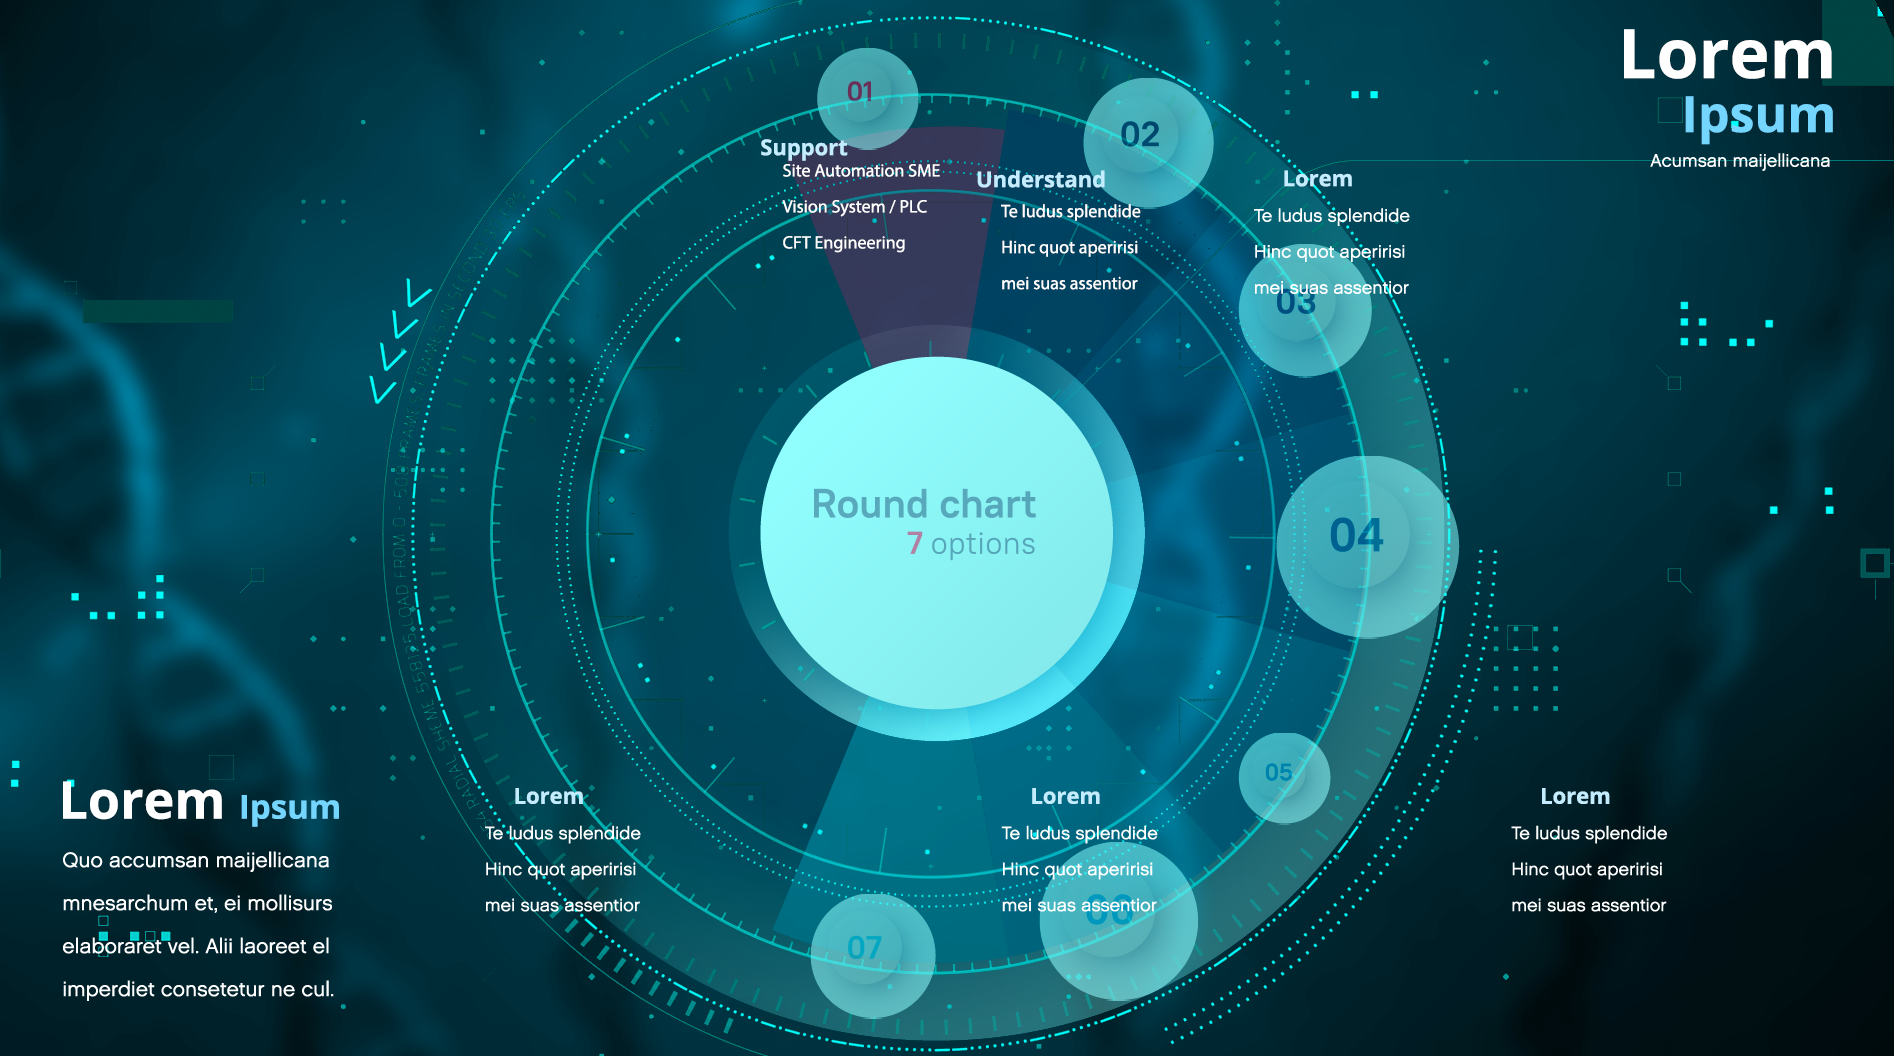 Lorem
Ipsum
Acumsan maijellicana
01
Support
Site Automation SME
Vision System / PLC
CFT Engineering
02
Understand
Te ludus splendide
Hinc quot aperirisi
mei suas assentior
Lorem
Te ludus splendide
Hinc quot aperirisi
mei suas assentior
03
Round chart
7 options
04
05
Lorem Ipsum
Quo accumsan maijellicana
mnesarchum et, ei mollisurs
elaboraret vel. Alii laoreet el
imperdiet consetetur ne cul.
Lorem
Te ludus splendide
Hinc quot aperirisi
mei suas assentior
07
Lorem
Te ludus splendide
Hinc quot aperirisi
mei suas assentior
06
Lorem
Te ludus splendide
Hinc quot aperirisi
mei suas assentior